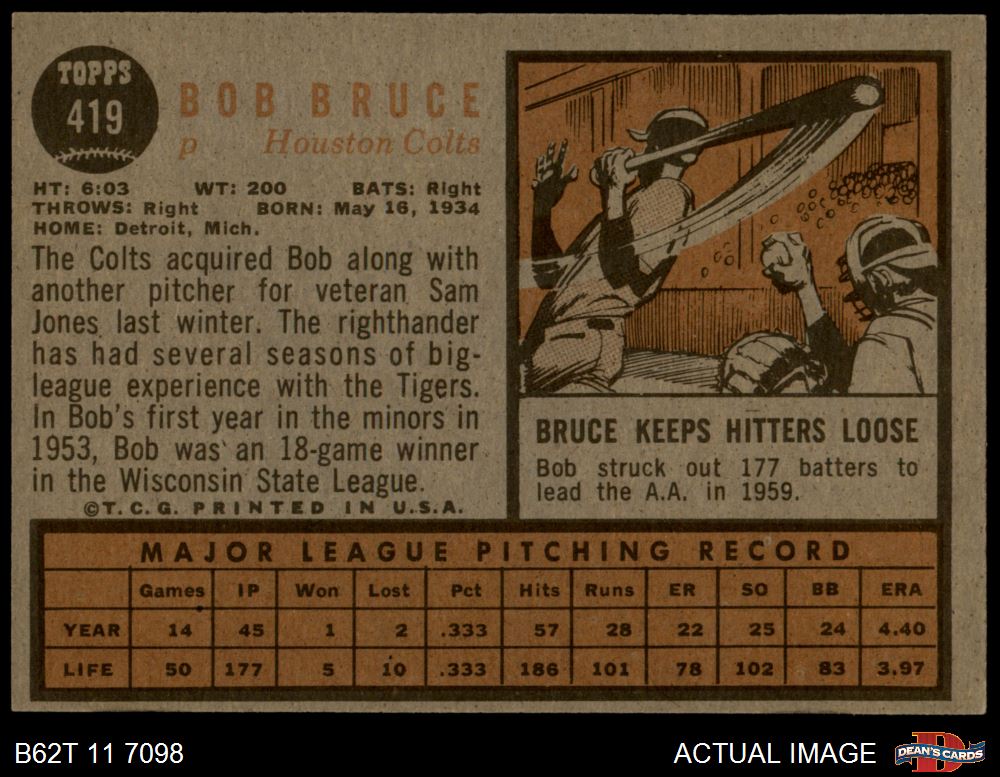 TOPPS
419
BOB BRUCE
p Houston Colts
HT: 6:03 WT: 200 BATS: Right
THROWS: Right BORN: May 16, 1934
HOME: Detroit, Mich.
The Colts acquired Bob along with
another pitcher for veteran Sam
Jones last winter. The righthander
has had several seasons of big-
league experience with the Tigers.
In Bob's first year in the minors in
1953, Bob was an 18-game winner
in the Wisconsin State League.
©T.C.G. PRINTED IN U.S.A.
BRUCE KEEPS HITTERS LOOSE
Bob struck out 177 batters to
lead the A.A. in 1959.
MAJOR LEAGUE PITCHING RECORD
Games IP Won Lost Pct Hits Runs ER SO BB ERA
YEAR 14 45 1 2 .333 57 28 22 25 24 4.40
LIFE 50 177 5 10 .333 186 101 78 102 83 3.97
B62T 11 7098
ACTUAL IMAGE
D
DEAN'S CARDS